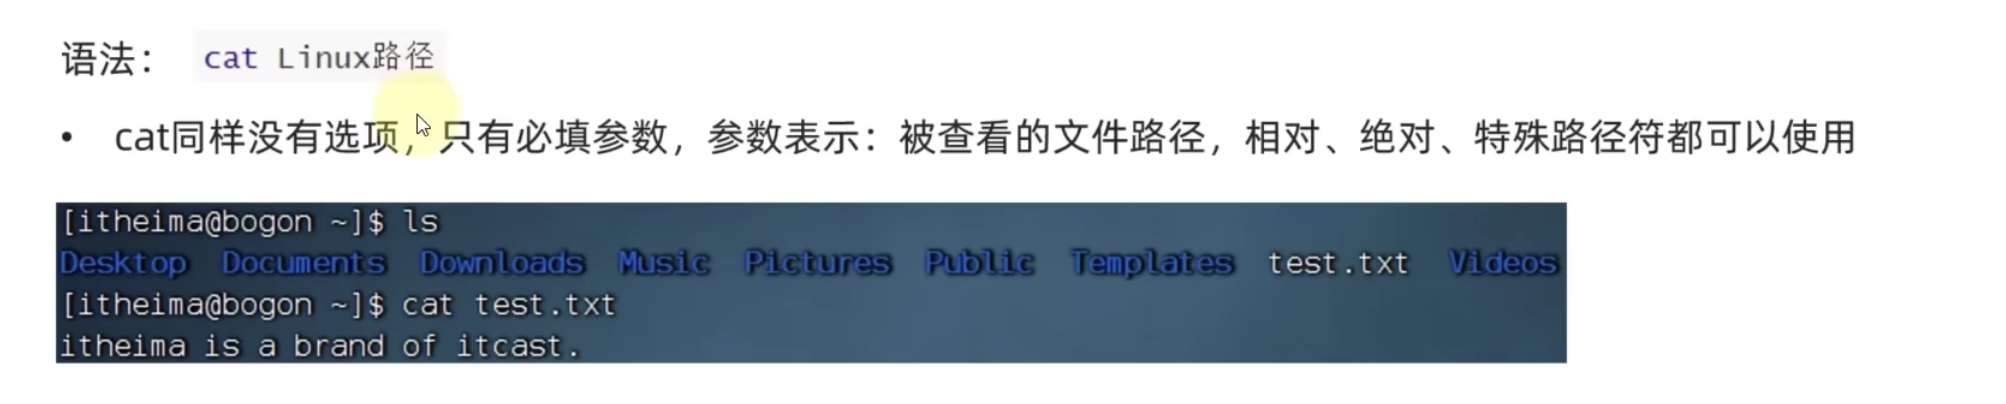 语法： cat Linux路径
• cat同样没有选项，只有必填参数，参数表示：被查看的文件路径，相对、绝对、特殊路径符都可以使用
[itheima@bogon ~]$ ls
Desktop Documents Downloads Music Pictures Public Templates test.txt Videos
[itheima@bogon ~]$ cat test.txt
itheima is a brand of itcast.